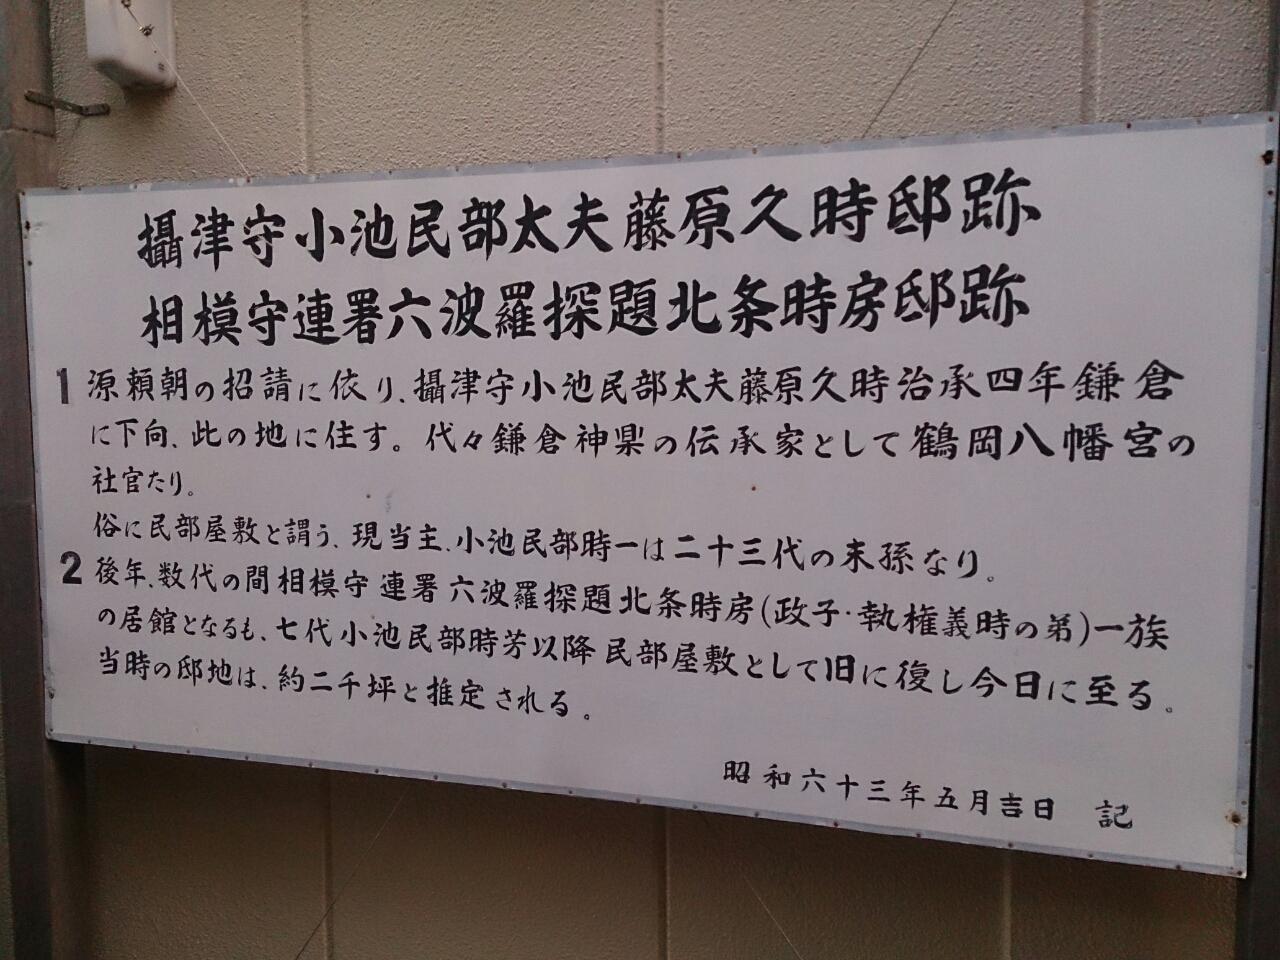 攝津守小池民部太夫藤原久時邸跡
相模守連署六波羅探題北条時房邸跡
1 源頼朝の招請に依り、攝津守小池民部太夫藤原久時治承四年鎌倉
に下向、此の地に住す。代々鎌倉神楽の伝承家として鶴岡八幡宮の
社官たり。
俗に民部屋敷と謂う、現当主、小池民部時一は二十三代の末孫なり。
2 後年、数代の間相模守連署六波羅探題北条時房(政子・執権義時の弟)一族
の居館となるも、七代小池民部時芳以降民部屋敷として旧に復し今日に至る。
当時の邸地は、約二千坪と推定される。
昭和六十三年五月吉日 記